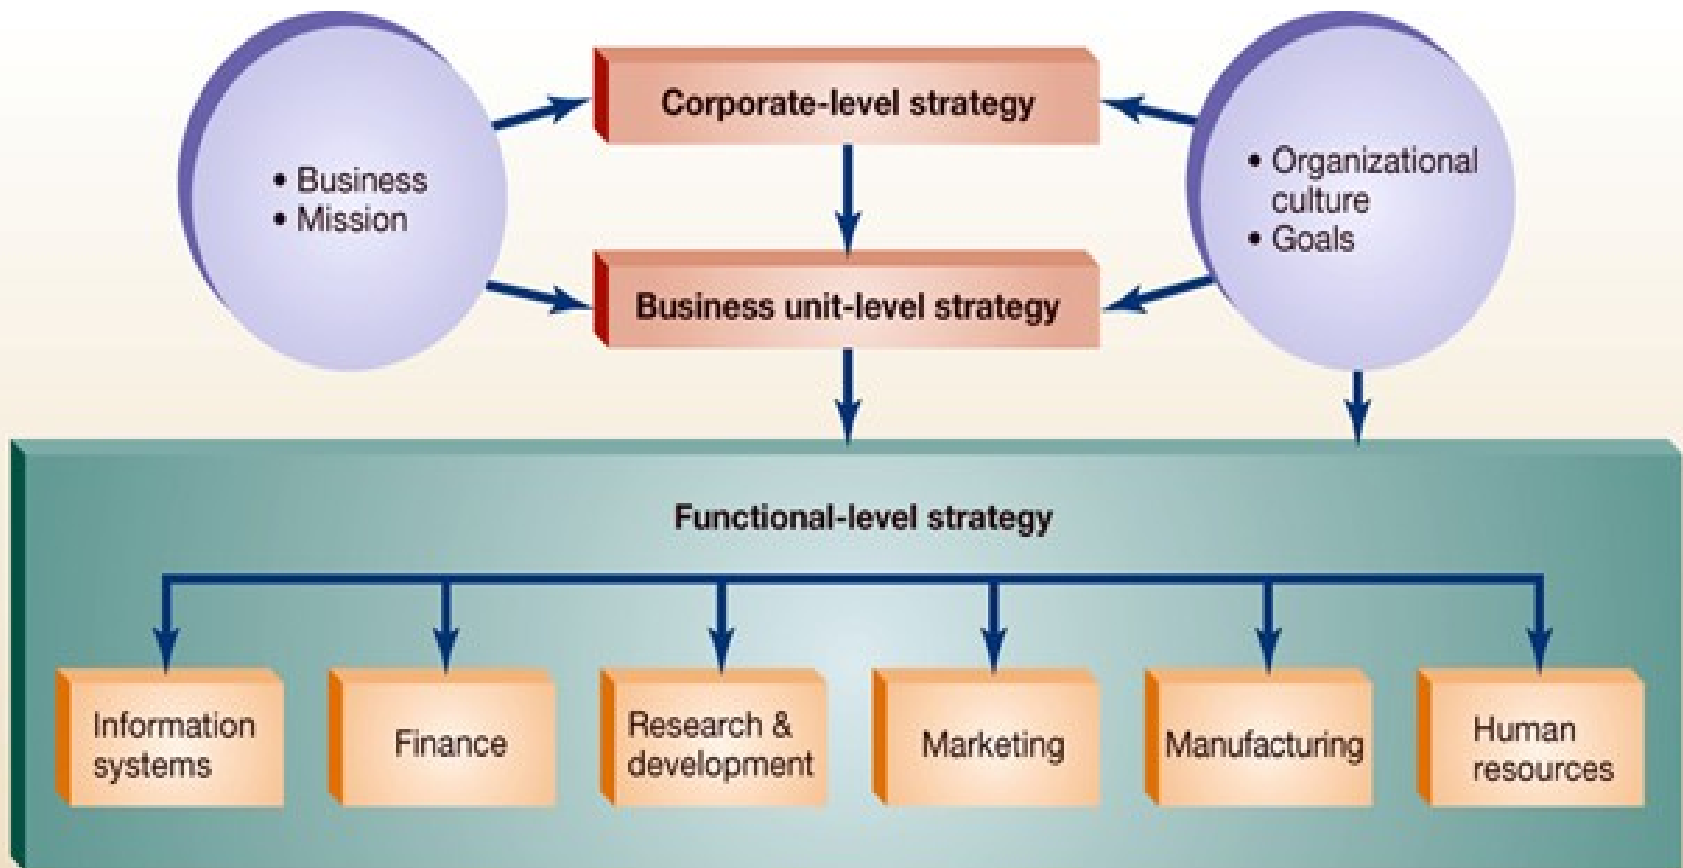 Corporate-level strategy
• Business
• Mission
• Organizational
culture
• Goals
Business unit-level strategy
Functional-level strategy
Information
systems
Finance
Research &
development
Marketing
Manufacturing
Human
resources